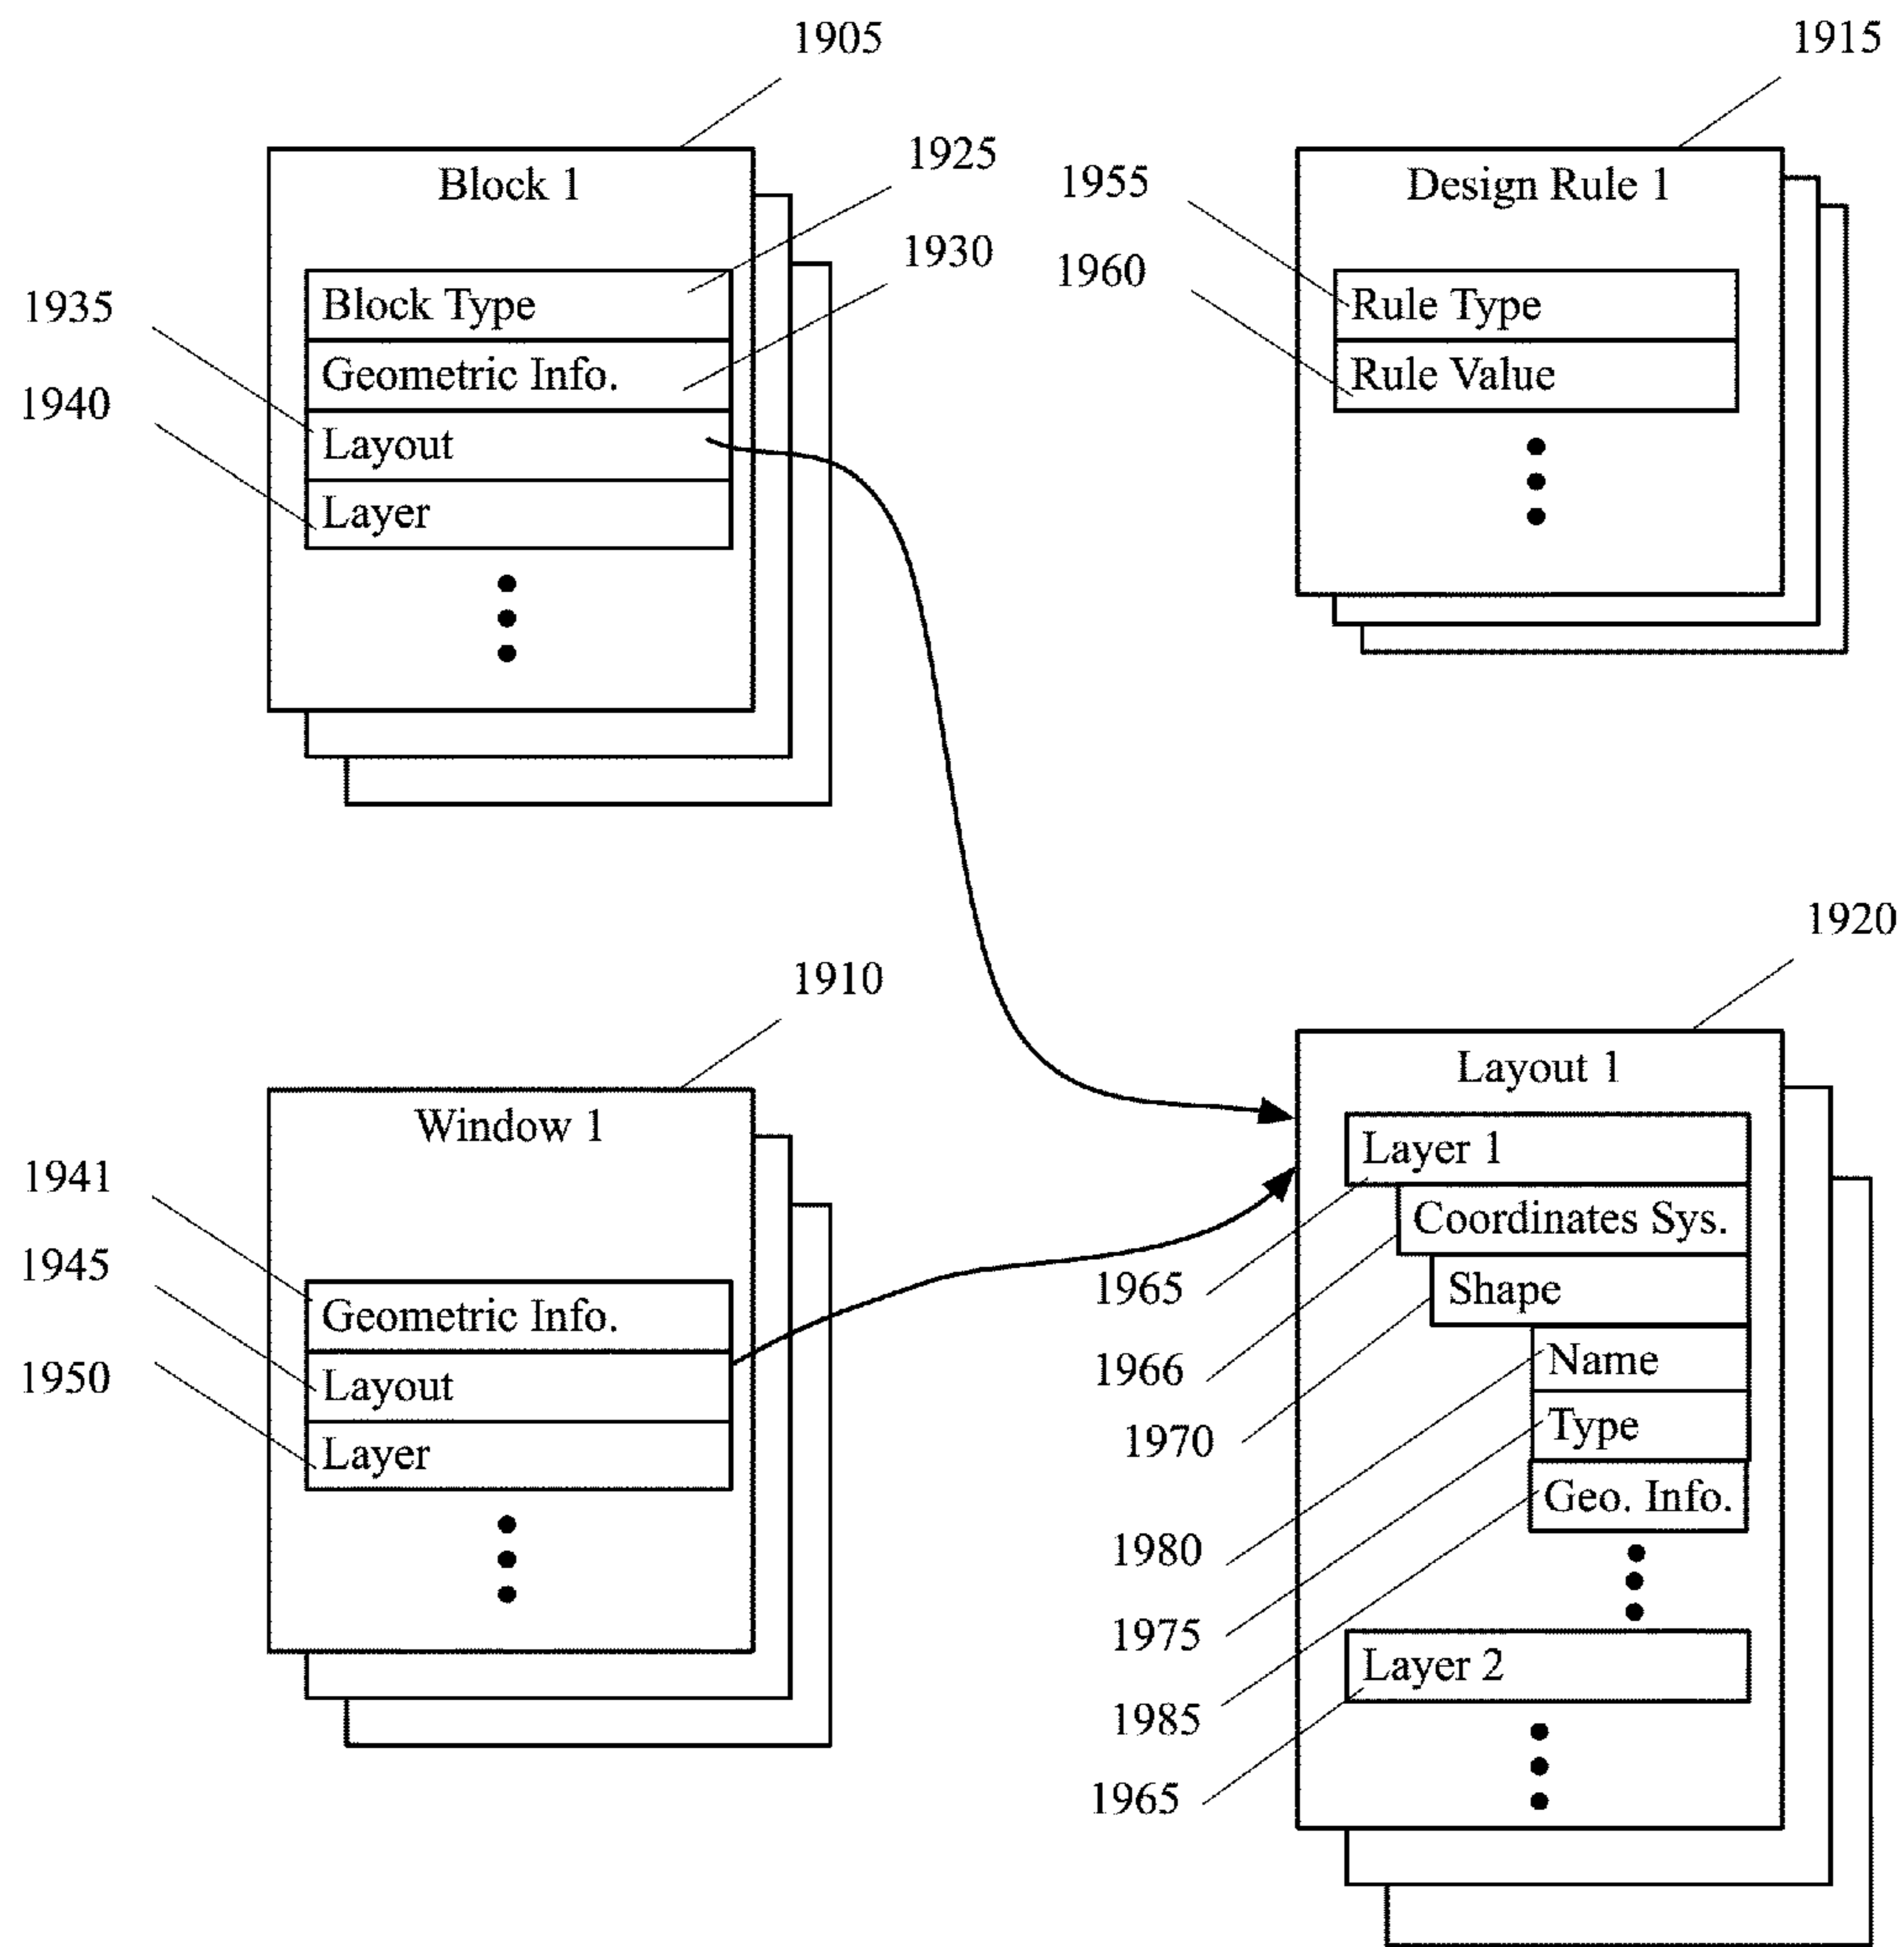 1905
Block 1
1925
1930
Block Type
Geometric Info.
Layout
Layer
1935
1940
1915
Design Rule 1
1955
1960
Rule Type
Rule Value
1910
Window 1
1941
1945
1950
Geometric Info.
Layout
Layer
1920
Layout 1
Layer 1
Coordinates Sys.
Shape
Name
Type
Geo. Info.
Layer 2
1965
1966
1970
1980
1975
1985
1965